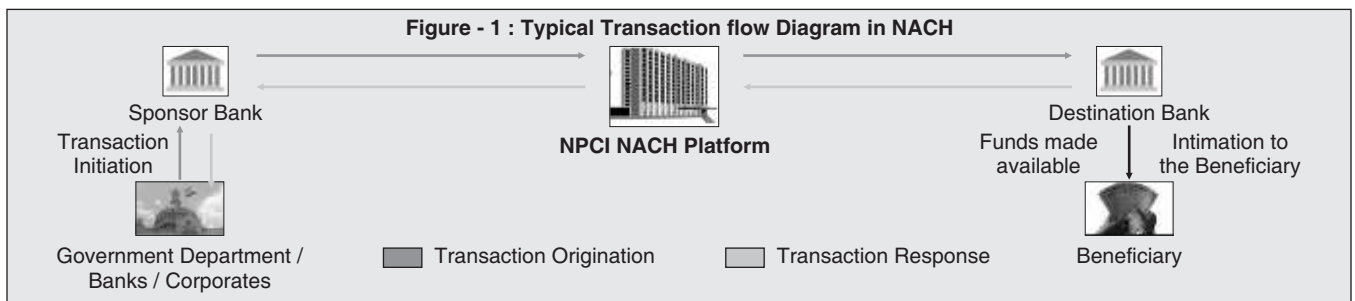 Figure - 1 : Typical Transaction flow Diagram in NACH
Sponsor Bank
NPCI NACH Platform
Destination Bank
Transaction
Initiation
Funds made
available
Intimation to
the Beneficiary
Government Department /
Banks / Corporates
Transaction Origination
Transaction Response
Beneficiary